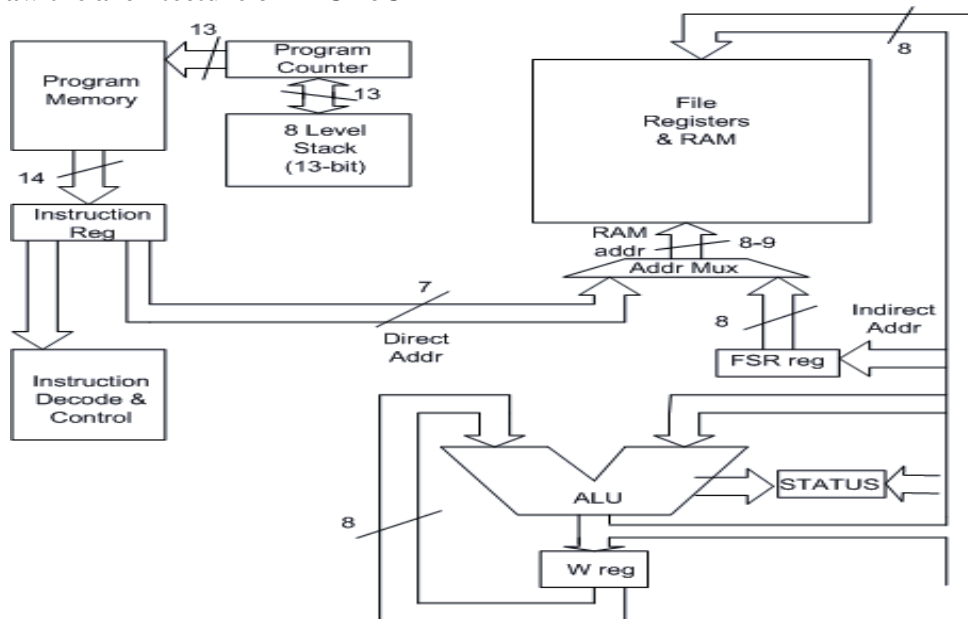 13
8
Program
Counter
Program
Memory
13
File
Registers
& RAM
8 Level
Stack
(13-bit)
14
Instruction
Reg
RAM
addr
8-9
Addr Mux
7
8
Indirect
Addr
Direct
Addr
FSR reg
Instruction
Decode &
Control
STATUS
ALU
8
W reg